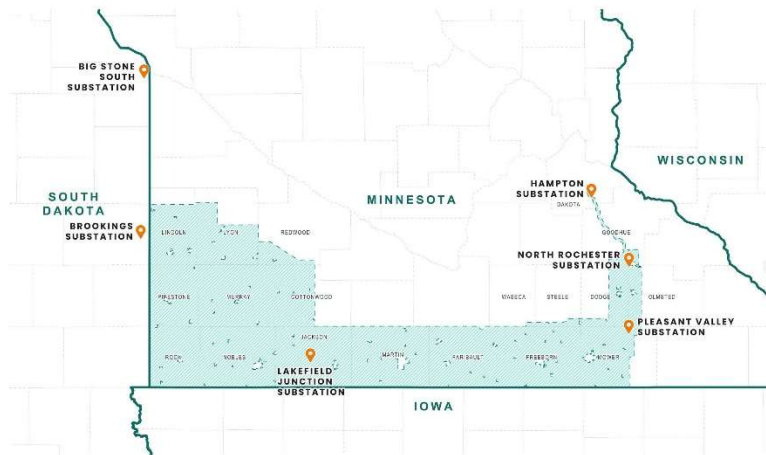 BIG STONE
SOUTH
SUBSTATION
WISCONSIN
HAMPTON
SUBSTATION
SOUTH
DAKOTA
MINNESOTA
DAKOTA
BROOKINGS
SUBSTATION
LINCOLN
LYON
REDWOOD
GOODHUE
NORTH ROCHESTER
SUBSTATION
PIPESTONE
MURRAY
COTTONWOOD
WASECA
STEELE
DODGE
OLMSTED
PLEASANT VALLEY
SUBSTATION
JACKSON
ROCK
NOBLES
MARTIN
FARIBAULT
FREEBORN
MOWER
LAKEFIELD
JUNCTION
SUBSTATION
IOWA